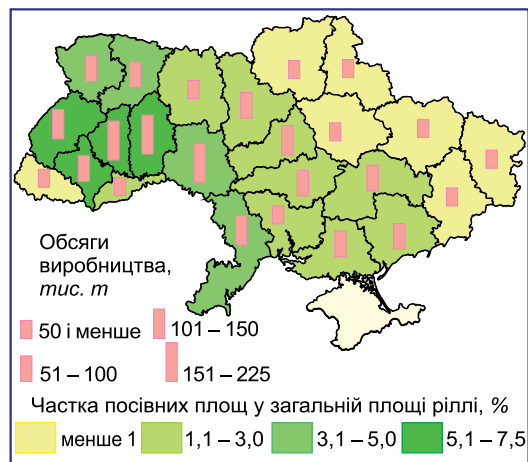 Обсяги
виробництва,
тис. т
50 і менше
101 – 150
51 – 100
151 – 225
Частка посівних площ у загальній площі ріллі, %
менше 1
1,1 – 3,0
3,1 – 5,0
5,1 – 7,5